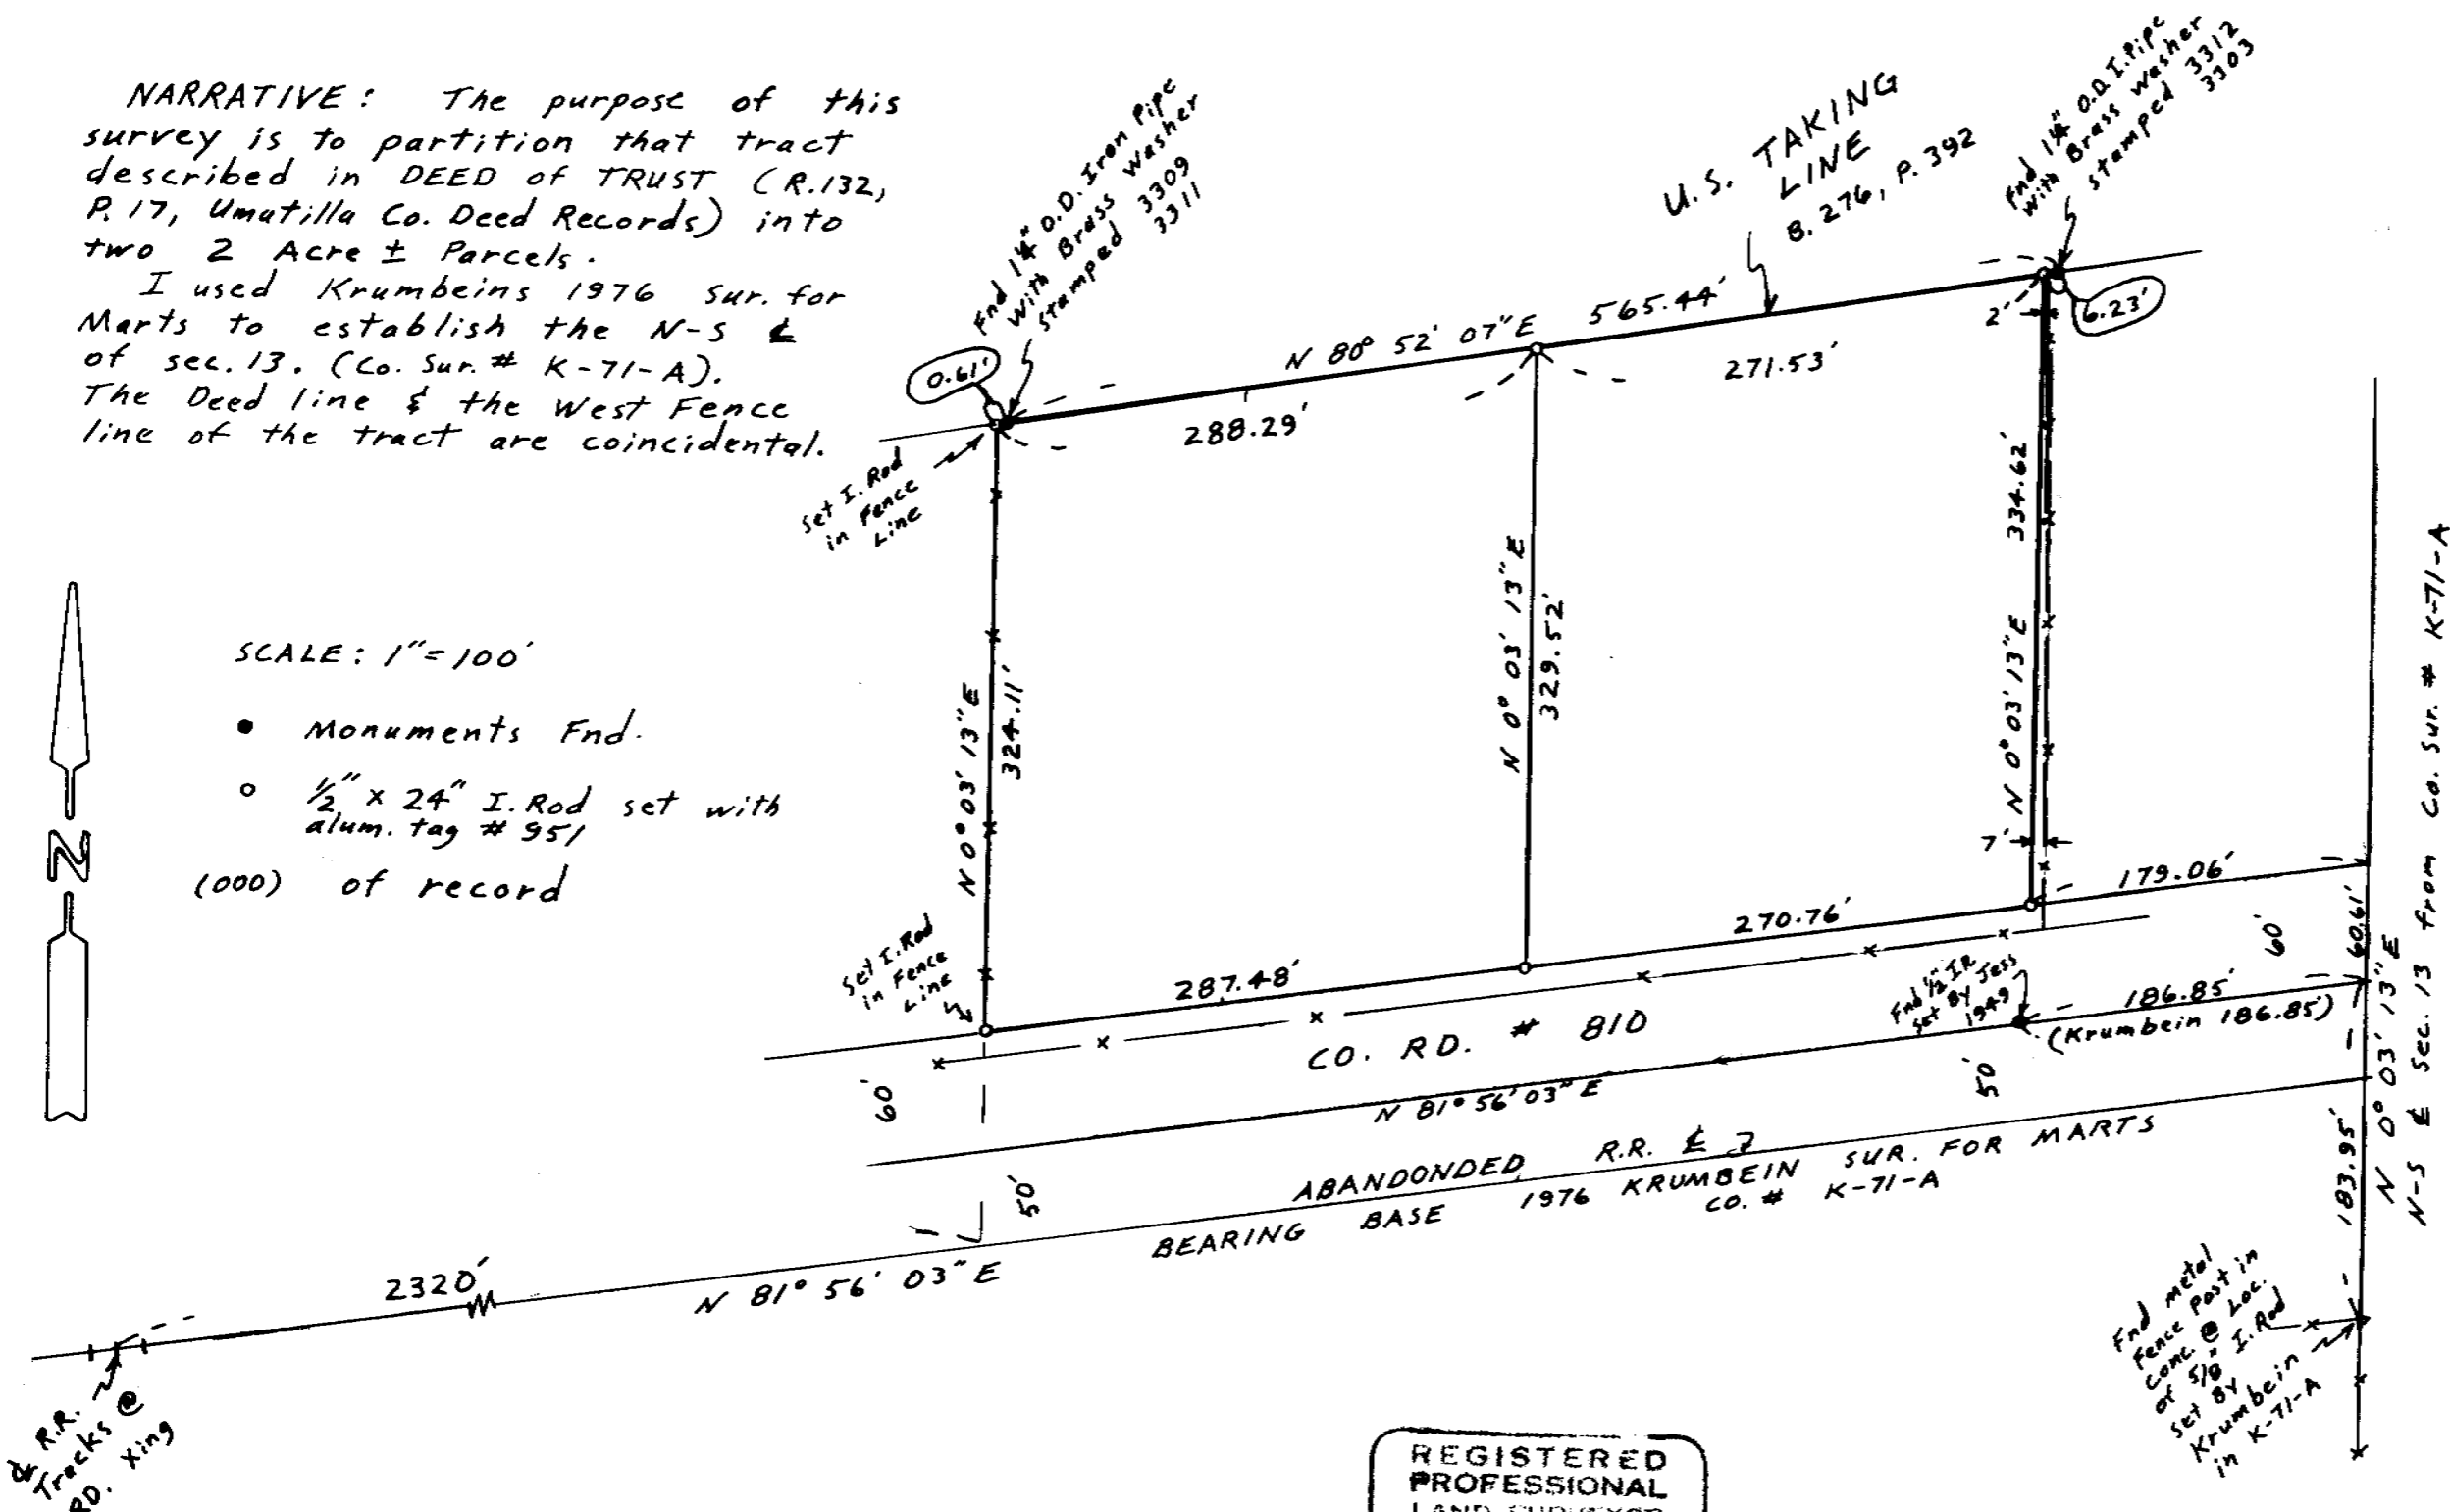 NARRATIVE: The purpose of this
survey is to partition that tract
described in DEED of TRUST (R.132,
P. 17, Umatilla Co. Deed Records) into
two 2 Acre ± Parcels.
I used Krumbeins 1976 Sur. for
Marts to establish the N-S ℄
of sec. 13. (Co. Sur. # K-71-A).
The Deed line & the West Fence
line of the tract are coincidental.
Fnd 1¼" O.D. Iron Pipe
with Brass Washer
stamped 3309
3311
U.S. TAKING
LINE
B. 276, P. 392
Fnd 1¼" O.D. I. Pipe
with Brass Washer
stamped 3312
3303
0.61'
N 80° 52' 07" E
565.44'
2'
6.23'
288.29'
271.53'
Set I. Rod
in Fence
Line
SCALE: 1" = 100'
● Monuments Fnd.
○ ½" x 24" I. Rod set with
alum. tag # 951
(000) of record
N
N 0° 03' 13" E
324.11'
N 0° 03' 13" E
329.52'
N 0° 03' 13" E 334.62'
7'
179.06'
270.76'
287.48'
Set I. Rod
in Fence
Line
60'
60.61'
Fnd ½" IR
set By Jess
1949
186.85'
(Krumbein 186.85')
CO. RD. # 810
60'
N 81° 56' 03" E
50'
50'
ABANDONDED R.R. ℄
BEARING BASE 1976 KRUMBEIN SUR. FOR MARTS
CO. # K-71-A
N 81° 56' 03" E
2320'
183.95'
N 0° 03' 13" E
N-S ℄ Sec. 13 from Co. Sur. # K-71-A
℄ R.R.
Tracks @
RD. Xing
Fnd metal
Fence Post in
Conc. @ Loc.
of 5/8" I. Rod
set By
Krumbein
in K-71-A
REGISTERED
PROFESSIONAL
LAND SURVEYOR